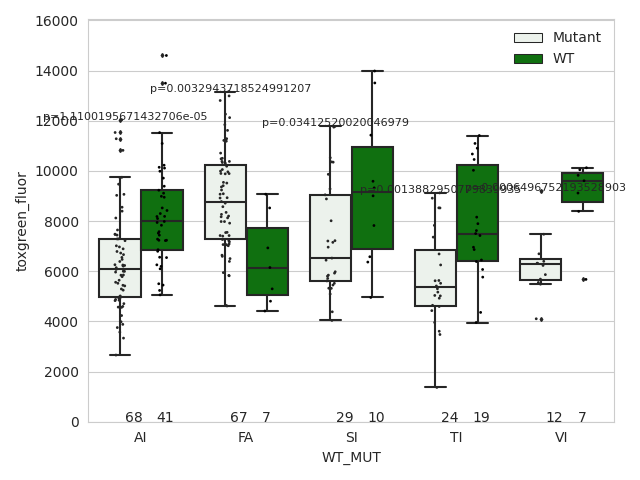 16000
14000
12000
10000
8000
6000
4000
2000
0
toxgreen_fluor
Mutant
WT
p=0.0032943718524991207
p=1.1100195671432706e-05
p=0.03412520020046979
68 41 67 7 29 10 24 19 12 7
AI FA SI TI VI
WT_MUT